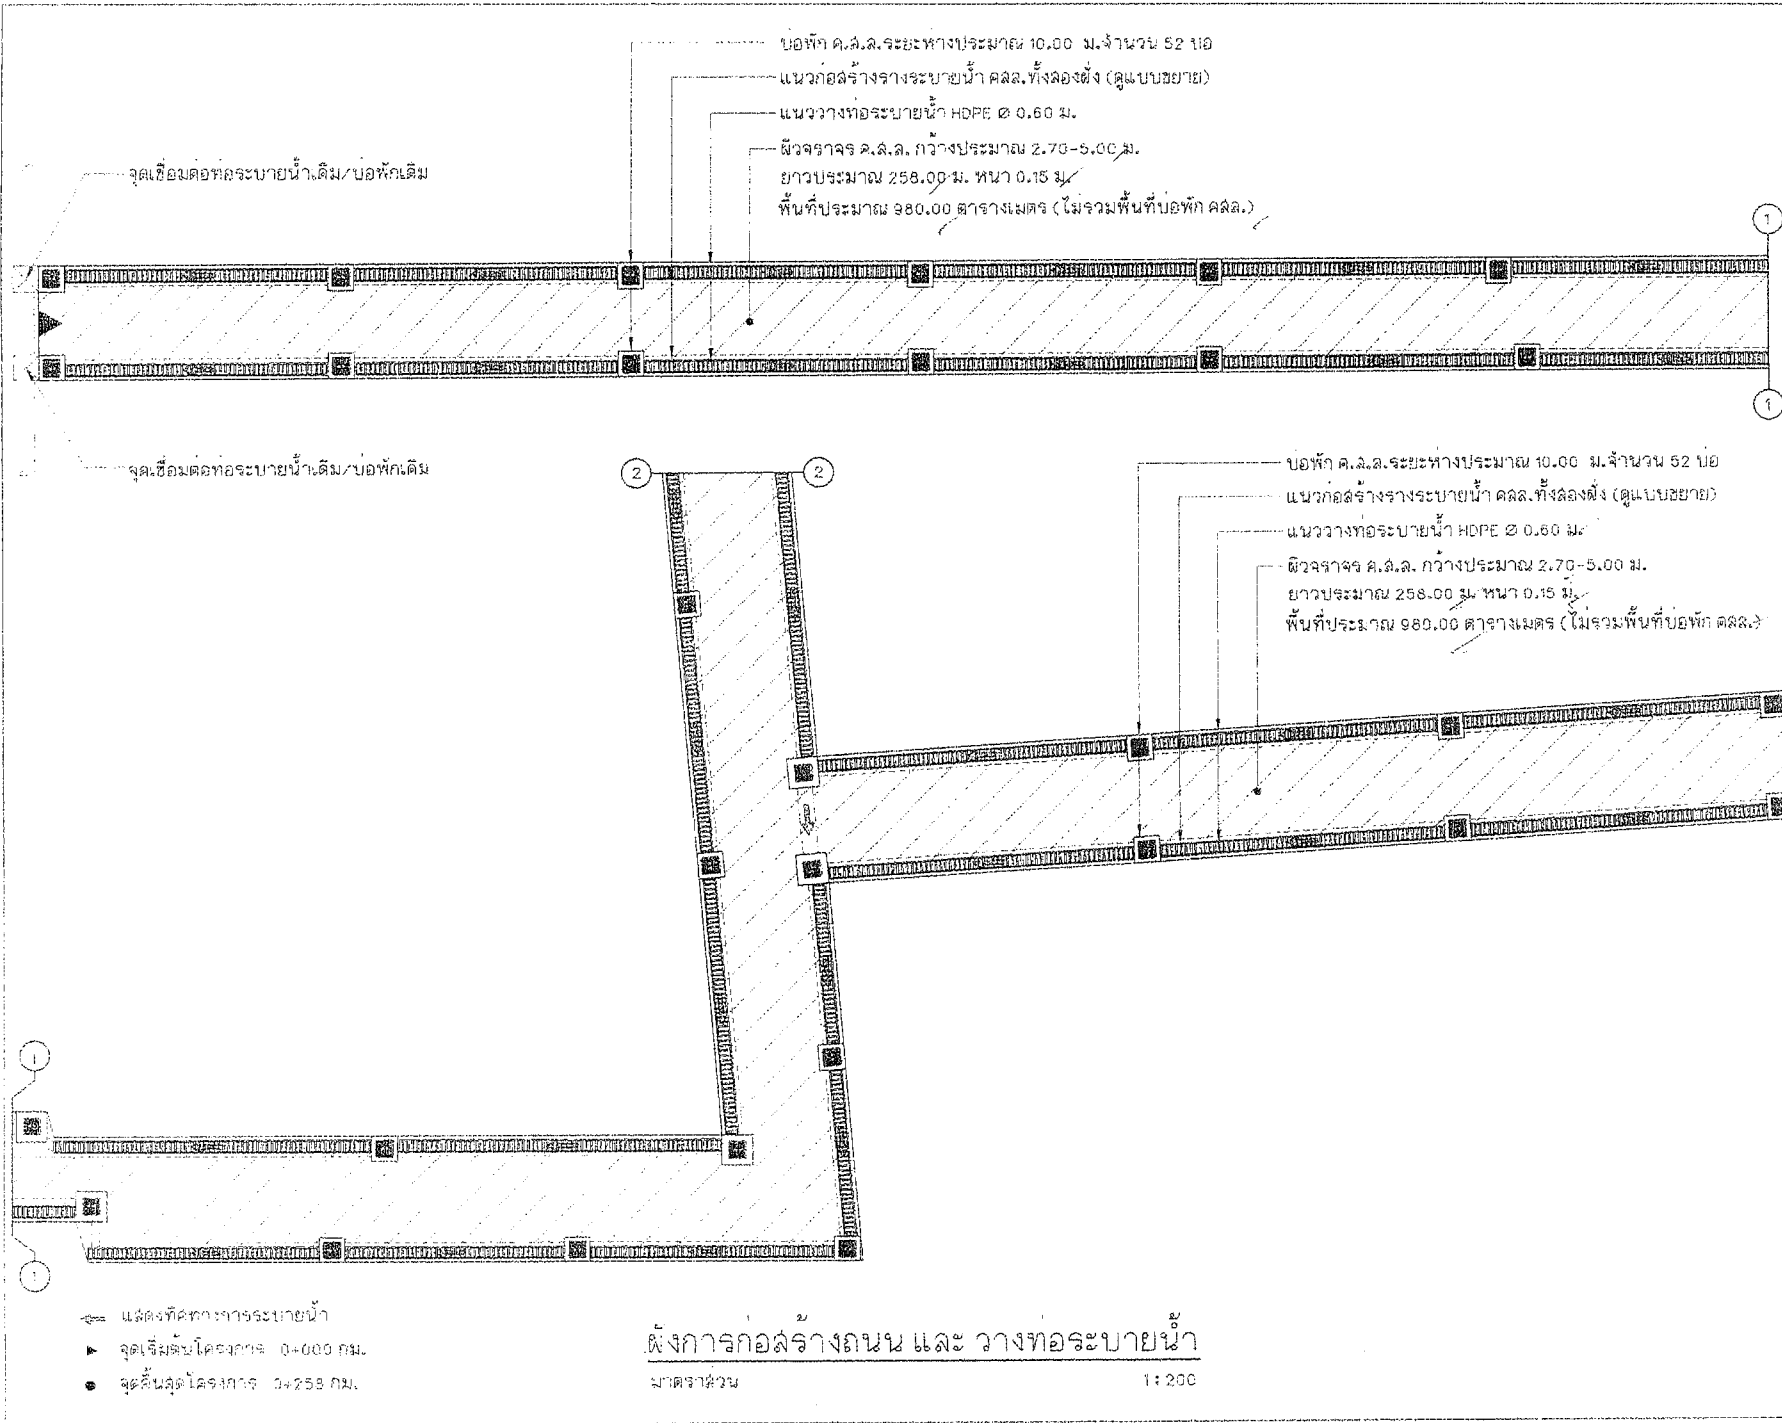 บ่อพัก ค.ส.ล.ระยะห่างประมาณ 10.00 ม.จำนวน 52 บ่อ
แนวก่อสร้างรางระบายน้ำ คสล.ทั้งสองฝั่ง (ดูแบบขยาย)
แนววางท่อระบายน้ำ HDPE Ø 0.60 ม.
ผิวจราจร ค.ส.ล. กว้างประมาณ 2.70-5.00 ม.
ยาวประมาณ 258.00 ม. หนา 0.15 ม.
พื้นที่ประมาณ 980.00 ตารางเมตร (ไม่รวมพื้นที่บ่อพัก คสล.)
จุดเชื่อมต่อท่อระบายน้ำเดิม/บ่อพักเดิม
1
1
จุดเชื่อมต่อท่อระบายน้ำเดิม/บ่อพักเดิม
2
2
บ่อพัก ค.ส.ล.ระยะห่างประมาณ 10.00 ม.จำนวน 52 บ่อ
แนวก่อสร้างรางระบายน้ำ คสล.ทั้งสองฝั่ง (ดูแบบขยาย)
แนววางท่อระบายน้ำ HDPE Ø 0.60 ม.
ผิวจราจร ค.ส.ล. กว้างประมาณ 2.70-5.00 ม.
ยาวประมาณ 258.00 ม. หนา 0.15 ม.
พื้นที่ประมาณ 980.00 ตารางเมตร (ไม่รวมพื้นที่บ่อพัก คสล.)
1
1
แสดงทิศทางการระบายน้ำ
จุดเริ่มต้นโครงการ 0+000 กม.
จุดสิ้นสุดโครงการ 0+258 กม.
ผังการก่อสร้างถนน และ วางท่อระบายน้ำ
มาตราส่วน 1:200